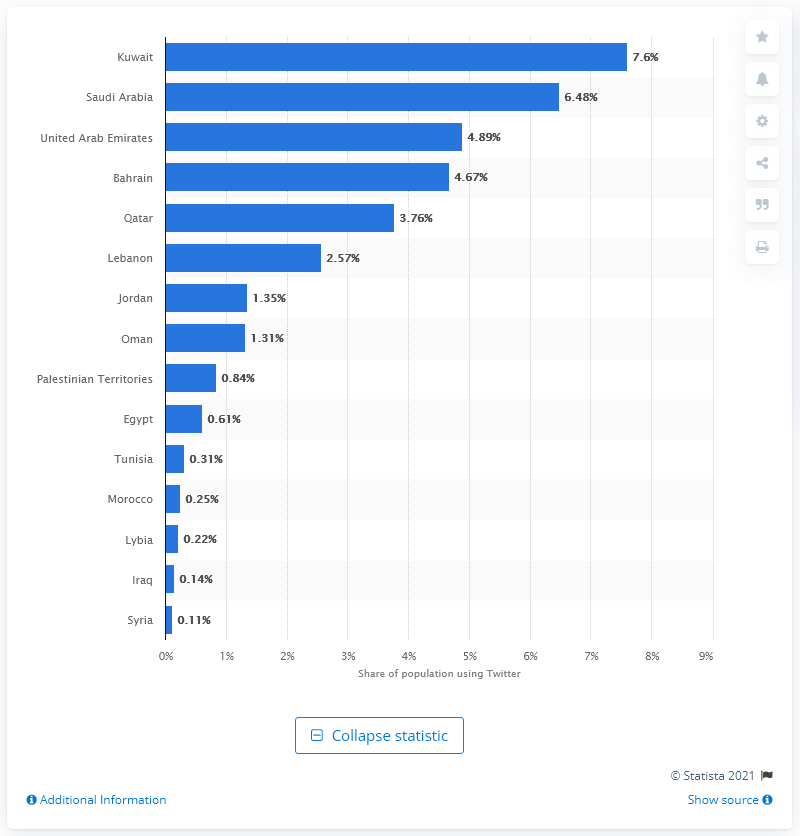 Kuwait 7.6%
Saudi Arabia 6.48%
United Arab Emirates 4.89%
Bahrain 4.67%
Qatar 3.76%
Lebanon 2.57%
Jordan 1.35%
Oman 1.31%
Palestinian Territories 0.84%
Egypt 0.61%
Tunisia 0.31%
Morocco 0.25%
Lybia 0.22%
Iraq 0.14%
Syria 0.11%
0% 1% 2% 3% 4% 5% 6% 7% 8% 9%
Share of population using Twitter
Collapse statistic
© Statista 2021
Additional Information Show source